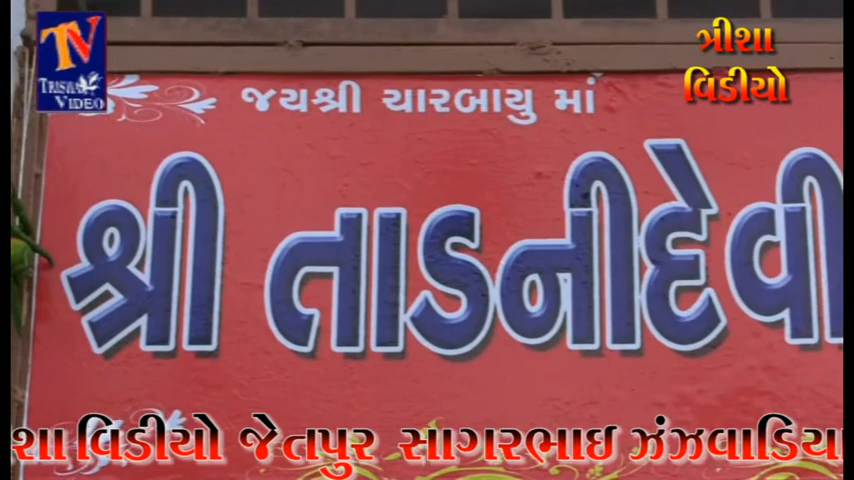 TV
TRISHA
VIDEO
ત્રીશા
વિડીયો
જયશ્રી ચારબાયુ માં
શ્રી તાડનીદેવી
શા વિડીયો જેતપુર સાગરભાઇ ઝંઝવાડિયા